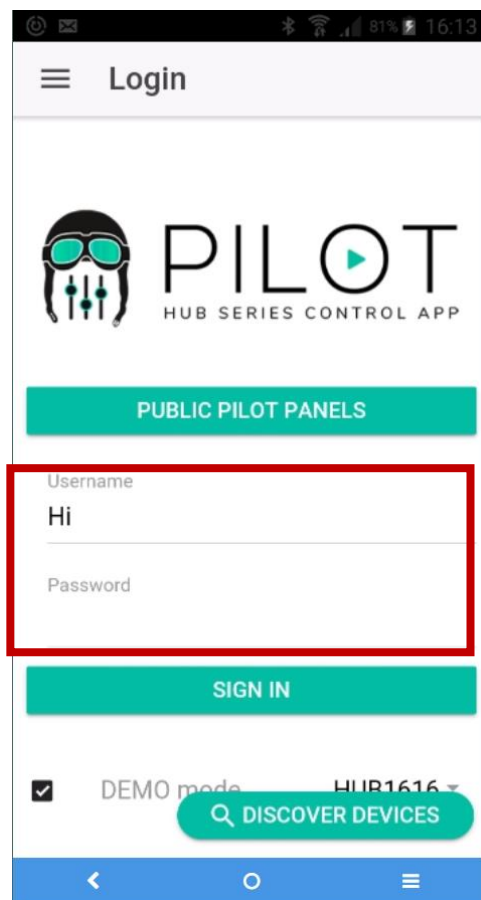 81% 16:13
Login
PILOT
HUB SERIES CONTROL APP
PUBLIC PILOT PANELS
Username
Hi
Password
SIGN IN
DEMO mode HUB1616
DISCOVER DEVICES